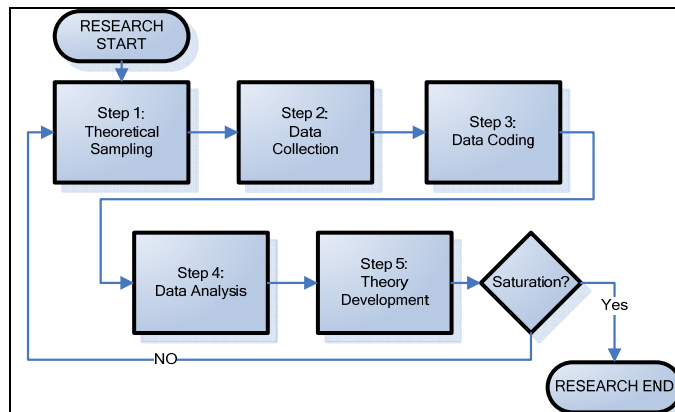 RESEARCH
START
Step 1:
Theoretical
Sampling
Step 2:
Data
Collection
Step 3:
Data Coding
Step 4:
Data Analysis
Step 5:
Theory
Development
Saturation?
Yes
NO
RESEARCH END